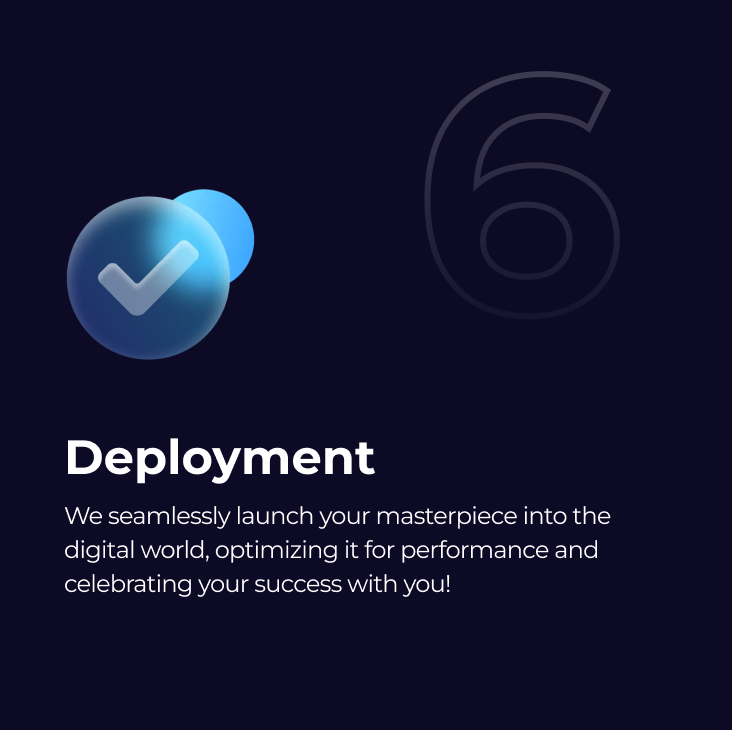 6
Deployment
We seamlessly launch your masterpiece into the
digital world, optimizing it for performance and
celebrating your success with you!